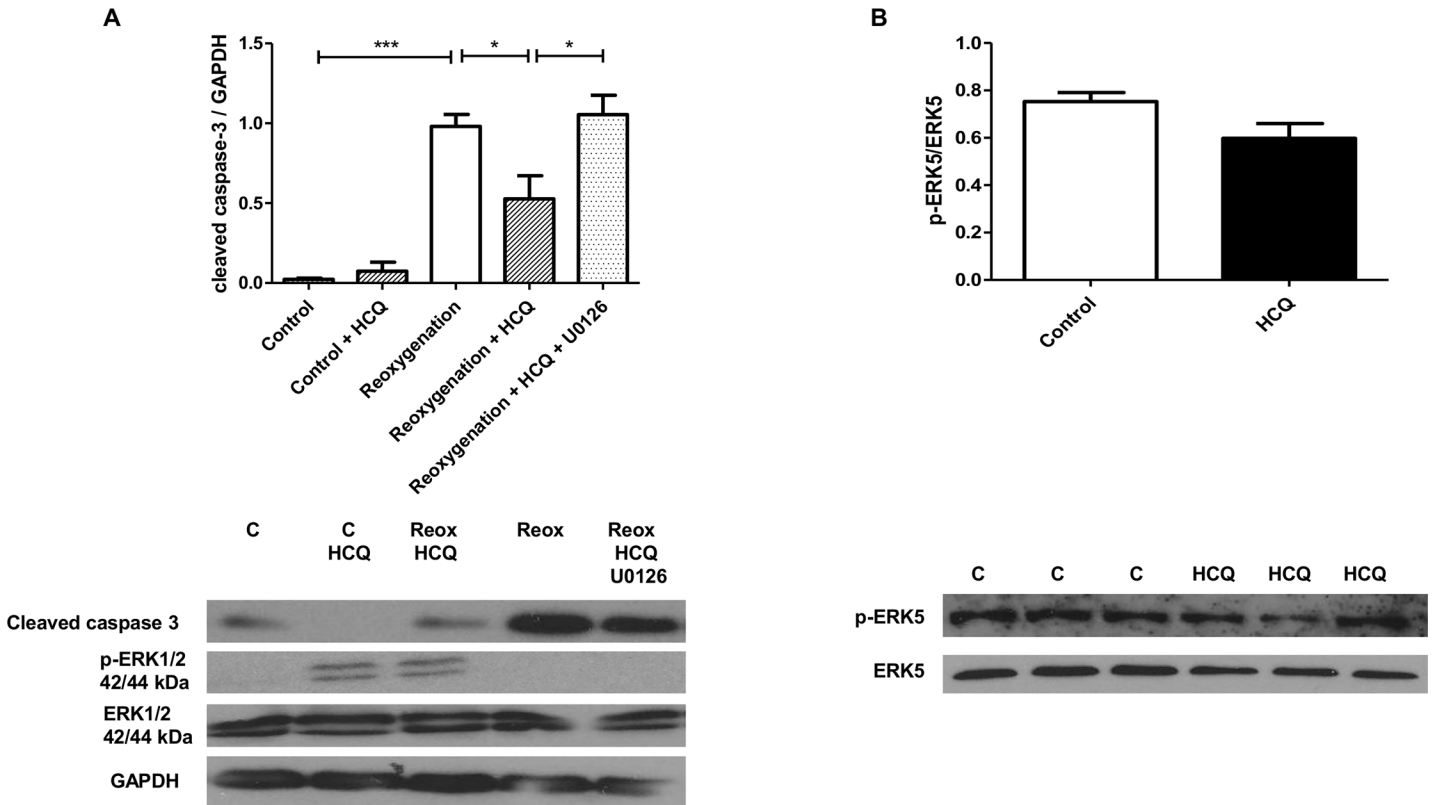 A
cleaved caspase-3 / GAPDH
1.5
1.0
0.5
0.0
***
*
*
Control
Control + HCQ
Reoxygenation
Reoxygenation + HCQ
Reoxygenation + HCQ + U0126
C
C
HCQ
Reox
HCQ
Reox
Reox
HCQ
U0126
Cleaved caspase 3
p-ERK1/2
42/44 kDa
ERK1/2
42/44 kDa
GAPDH
B
p-ERK5/ERK5
1.0
0.8
0.6
0.4
0.2
0.0
Control
HCQ
C C C HCQ HCQ HCQ
p-ERK5
ERK5